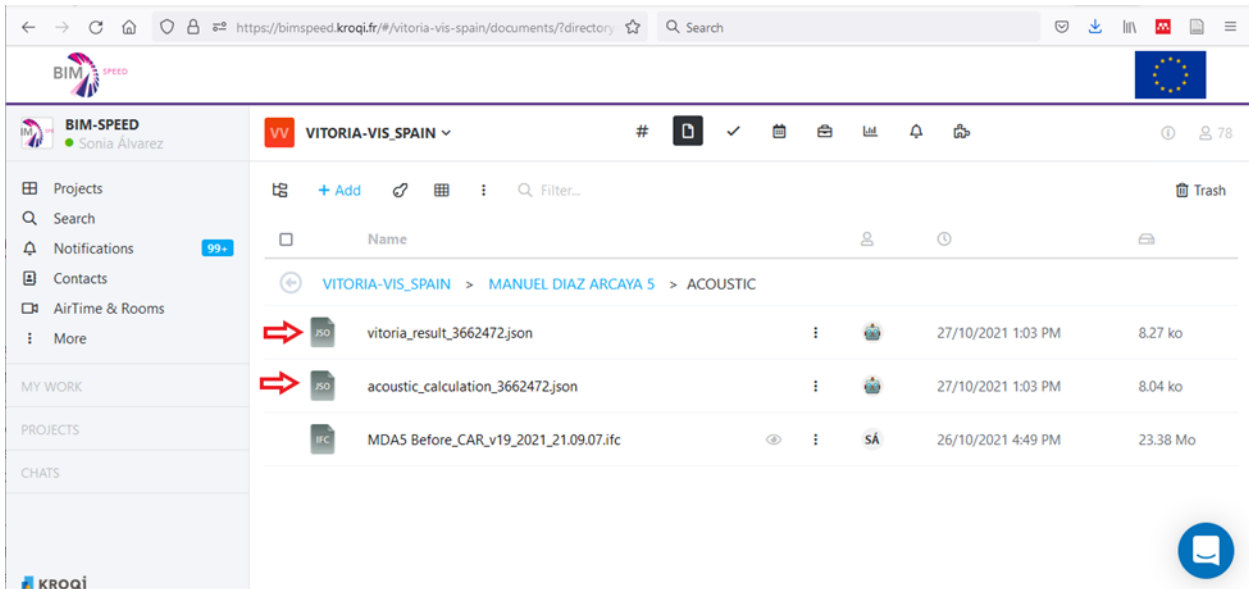 https://bimspeed.kroqi.fr/#/vitoria-vis-spain/documents/?directory
Search
BIM SPEED
BIM-SPEED
Sonia Álvarez
VV VITORIA-VIS_SPAIN
78
Projects
Search
Notifications 99+
Contacts
AirTime & Rooms
More
MY WORK
PROJECTS
CHATS
KROQI
+ Add
Filter...
Trash
Name
VITORIA-VIS_SPAIN > MANUEL DIAZ ARCAYA 5 > ACOUSTIC
JSO vitoria_result_3662472.json 27/10/2021 1:03 PM 8.27 ko
JSO acoustic_calculation_3662472.json 27/10/2021 1:03 PM 8.04 ko
IFC MDA5 Before_CAR_v19_2021_21.09.07.ifc SÁ 26/10/2021 4:49 PM 23.38 Mo